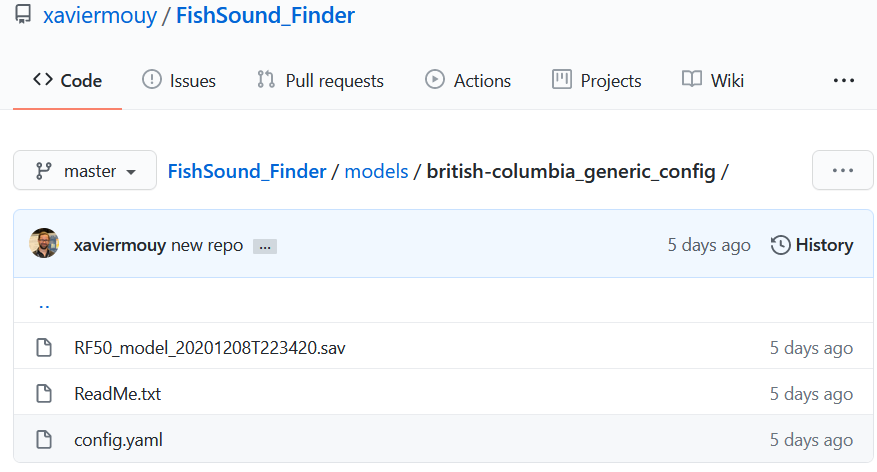 xaviermouy / FishSound_Finder
Code Issues Pull requests Actions Projects Wiki ...
master FishSound_Finder / models / british-columbia_generic_config / ...
xaviermouy new repo ... 5 days ago History
..
RF50_model_20201208T223420.sav 5 days ago
ReadMe.txt 5 days ago
config.yaml 5 days ago